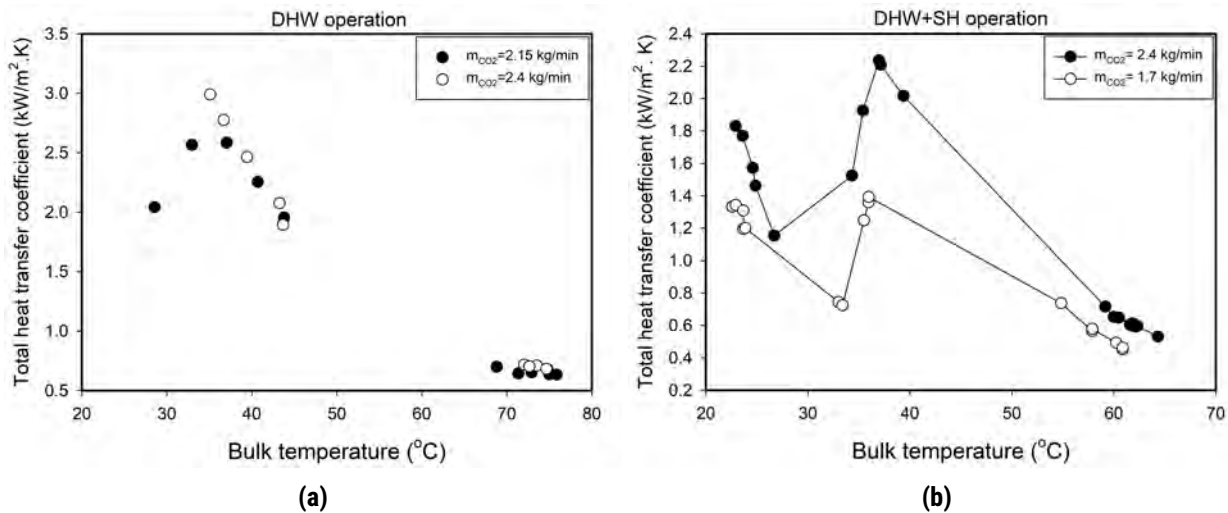 DHW operation
3.5
3.0
2.5
2.0
1.5
1.0
0.5
20 30 40 50 60 70 80
Total heat transfer coefficient (kW/m².K)
Bulk temperature (°C)
● mCO2=2.15 kg/min
○ mCO2=2.4 kg/min
(a)
DHW+SH operation
2.4
2.2
2.0
1.8
1.6
1.4
1,2
1.0
0.8
0.6
0.4
0.2
20 30 40 50 60 70
Total heat transfer coefficient (kW/m².K)
Bulk temperature (°C)
● mCO2= 2.4 kg/min
○ mCO2= 1.7 kg/min
(b)